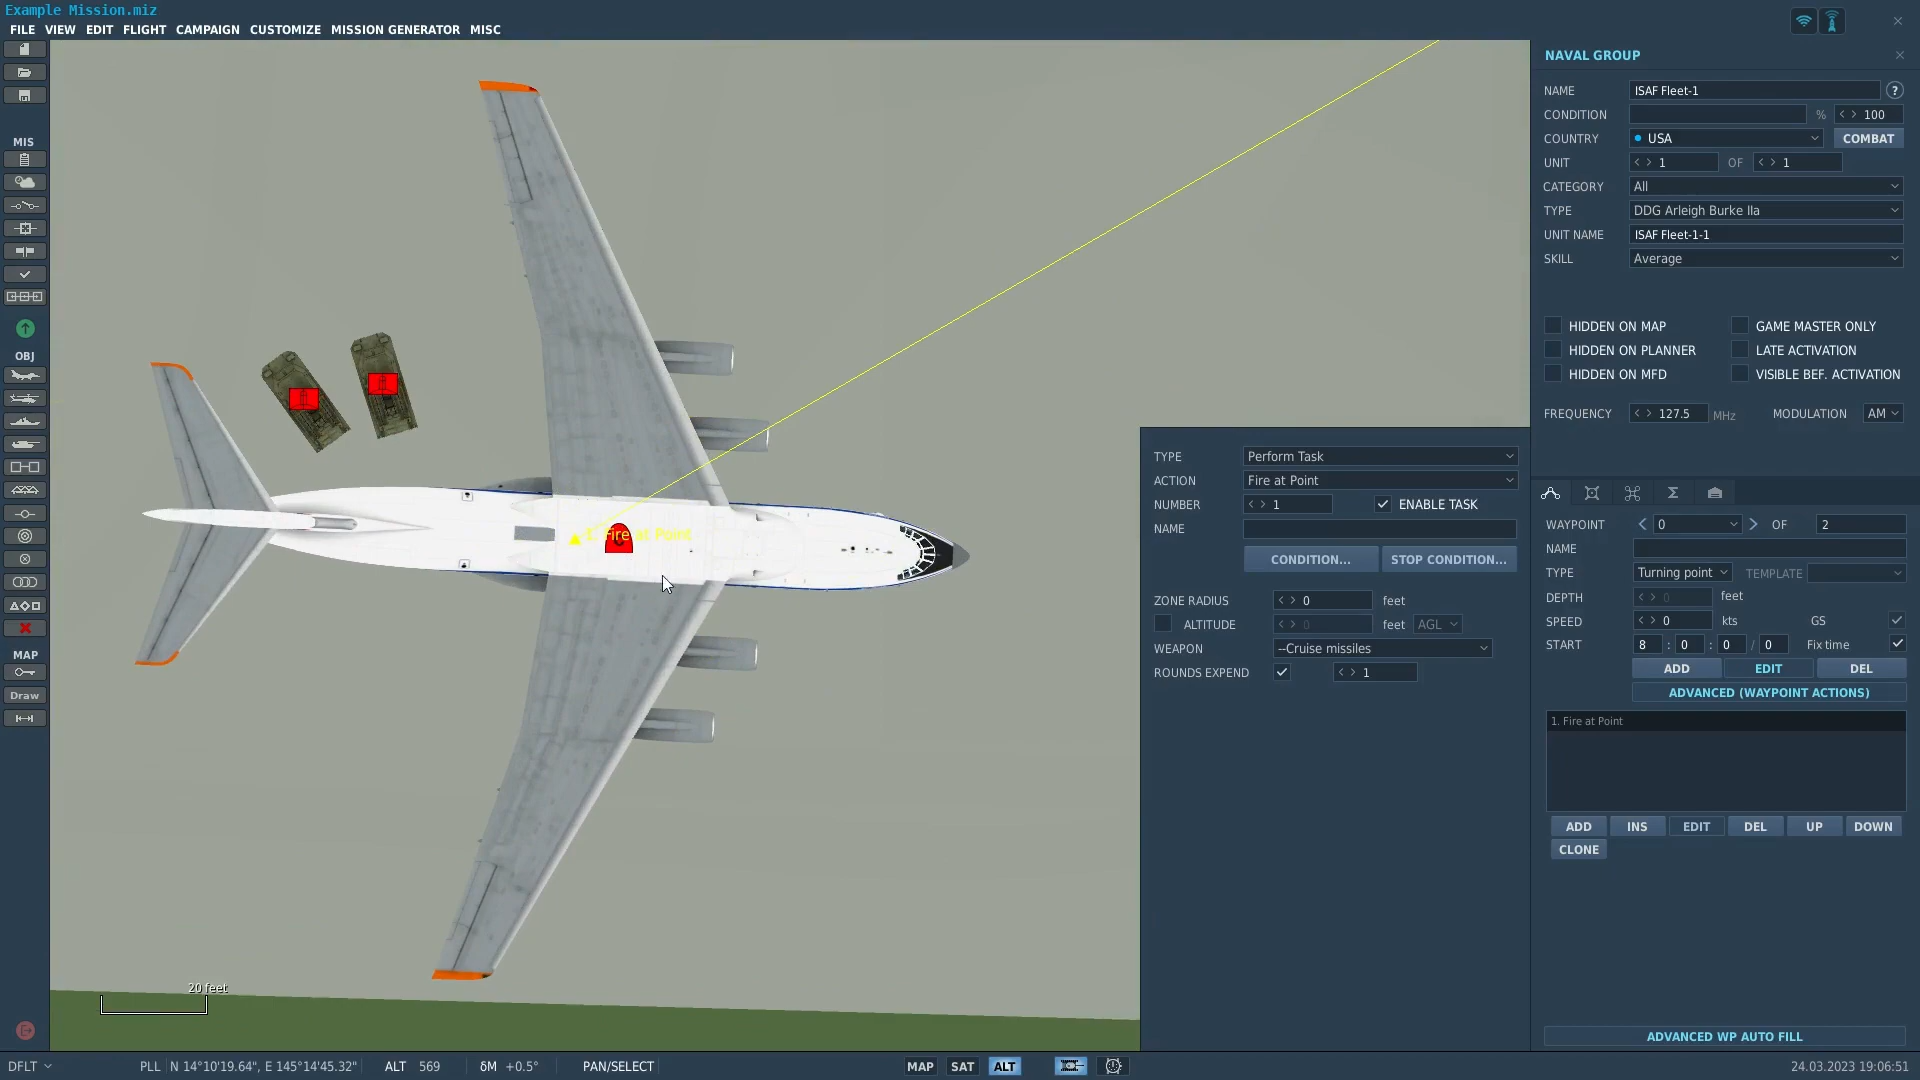 Example Mission.miz
FILE VIEW EDIT FLIGHT CAMPAIGN CUSTOMIZE MISSION GENERATOR MISC
MIS
OBJ
MAP
Draw
1. Fire at Point
20 feet
TYPE Perform Task
ACTION Fire at Point
NUMBER < > 1 ENABLE TASK
NAME
CONDITION... STOP CONDITION...
ZONE RADIUS < > 0 feet
ALTITUDE < > 0 feet AGL
WEAPON --Cruise missiles
ROUNDS EXPEND < > 1
NAVAL GROUP
NAME ISAF Fleet-1 ?
CONDITION % < > 100
COUNTRY USA COMBAT
UNIT < > 1 OF < > 1
CATEGORY All
TYPE DDG Arleigh Burke IIa
UNIT NAME ISAF Fleet-1-1
SKILL Average
HIDDEN ON MAP GAME MASTER ONLY
HIDDEN ON PLANNER LATE ACTIVATION
HIDDEN ON MFD VISIBLE BEF. ACTIVATION
FREQUENCY < > 127.5 MHz MODULATION AM
WAYPOINT < 0 > OF 2
NAME
TYPE Turning point TEMPLATE
DEPTH < > 0 feet
SPEED < > 0 kts GS
START 8 : 0 : 0 / 0 Fix time
ADD EDIT DEL
ADVANCED (WAYPOINT ACTIONS)
1. Fire at Point
ADD INS EDIT DEL UP DOWN
CLONE
ADVANCED WP AUTO FILL
DFLT PLL N 14°10'19.64", E 145°14'45.32" ALT 569 δM +0.5° PAN/SELECT MAP SAT ALT 24.03.2023 19:06:51